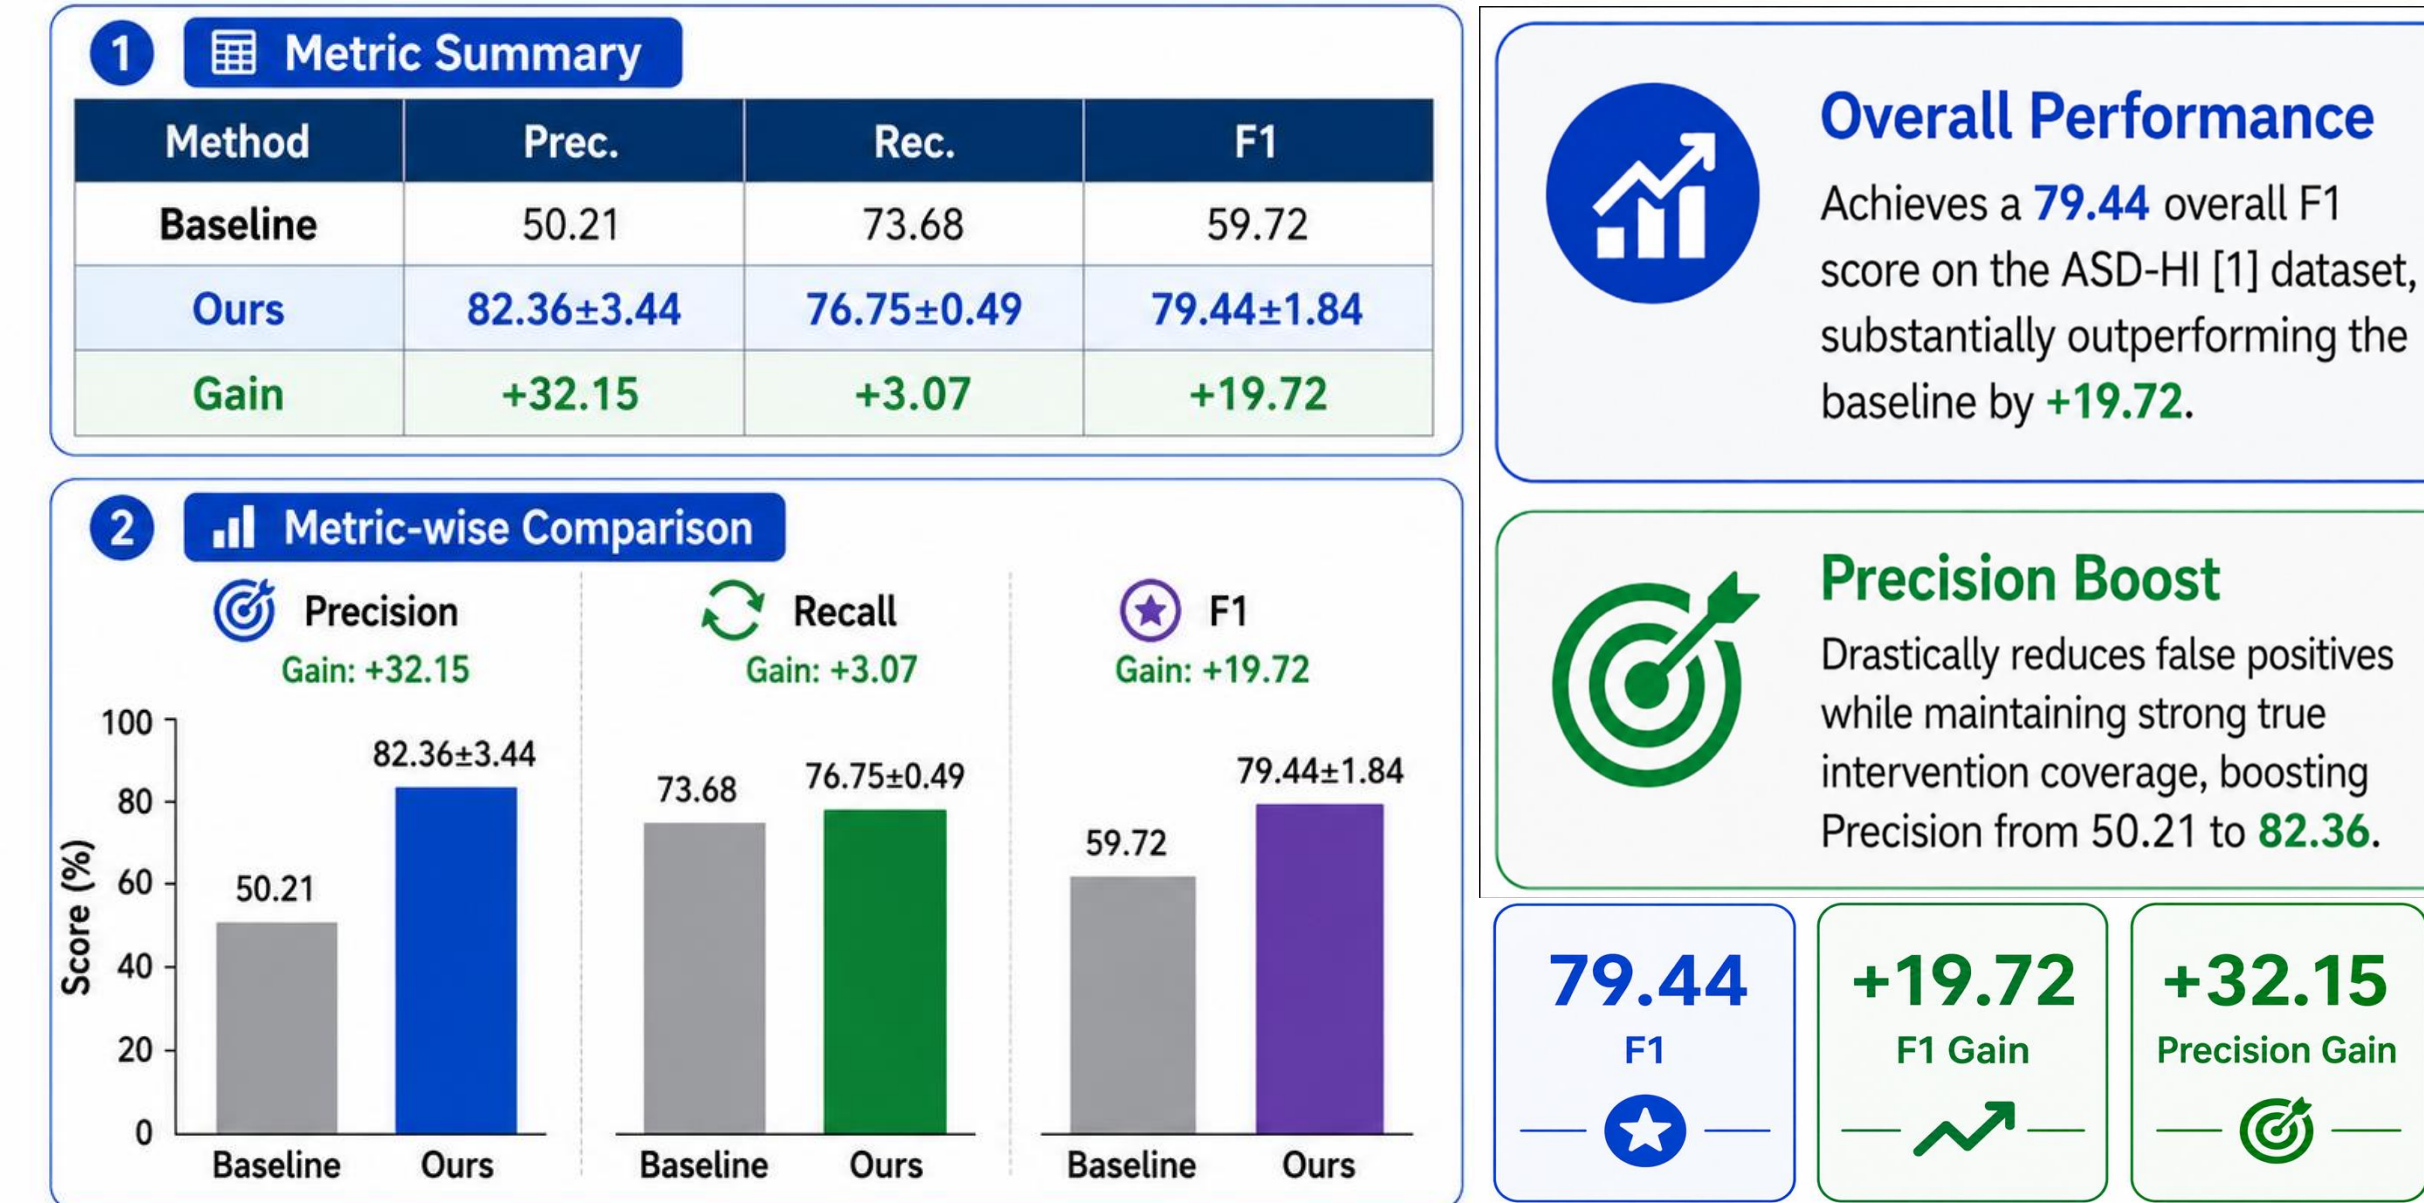 1 Metric Summary
Method Prec. Rec. F1
Baseline 50.21 73.68 59.72
Ours 82.36±3.44 76.75±0.49 79.44±1.84
Gain +32.15 +3.07 +19.72
2 Metric-wise Comparison
Precision
Gain: +32.15
Recall
Gain: +3.07
F1
Gain: +19.72
Score (%)
100
80
60
40
20
0
50.21
82.36±3.44
Baseline Ours
73.68
76.75±0.49
Baseline Ours
59.72
79.44±1.84
Baseline Ours
Overall Performance
Achieves a 79.44 overall F1
score on the ASD-HI [1] dataset,
substantially outperforming the
baseline by +19.72.
Precision Boost
Drastically reduces false positives
while maintaining strong true
intervention coverage, boosting
Precision from 50.21 to 82.36.
79.44
F1
+19.72
F1 Gain
+32.15
Precision Gain